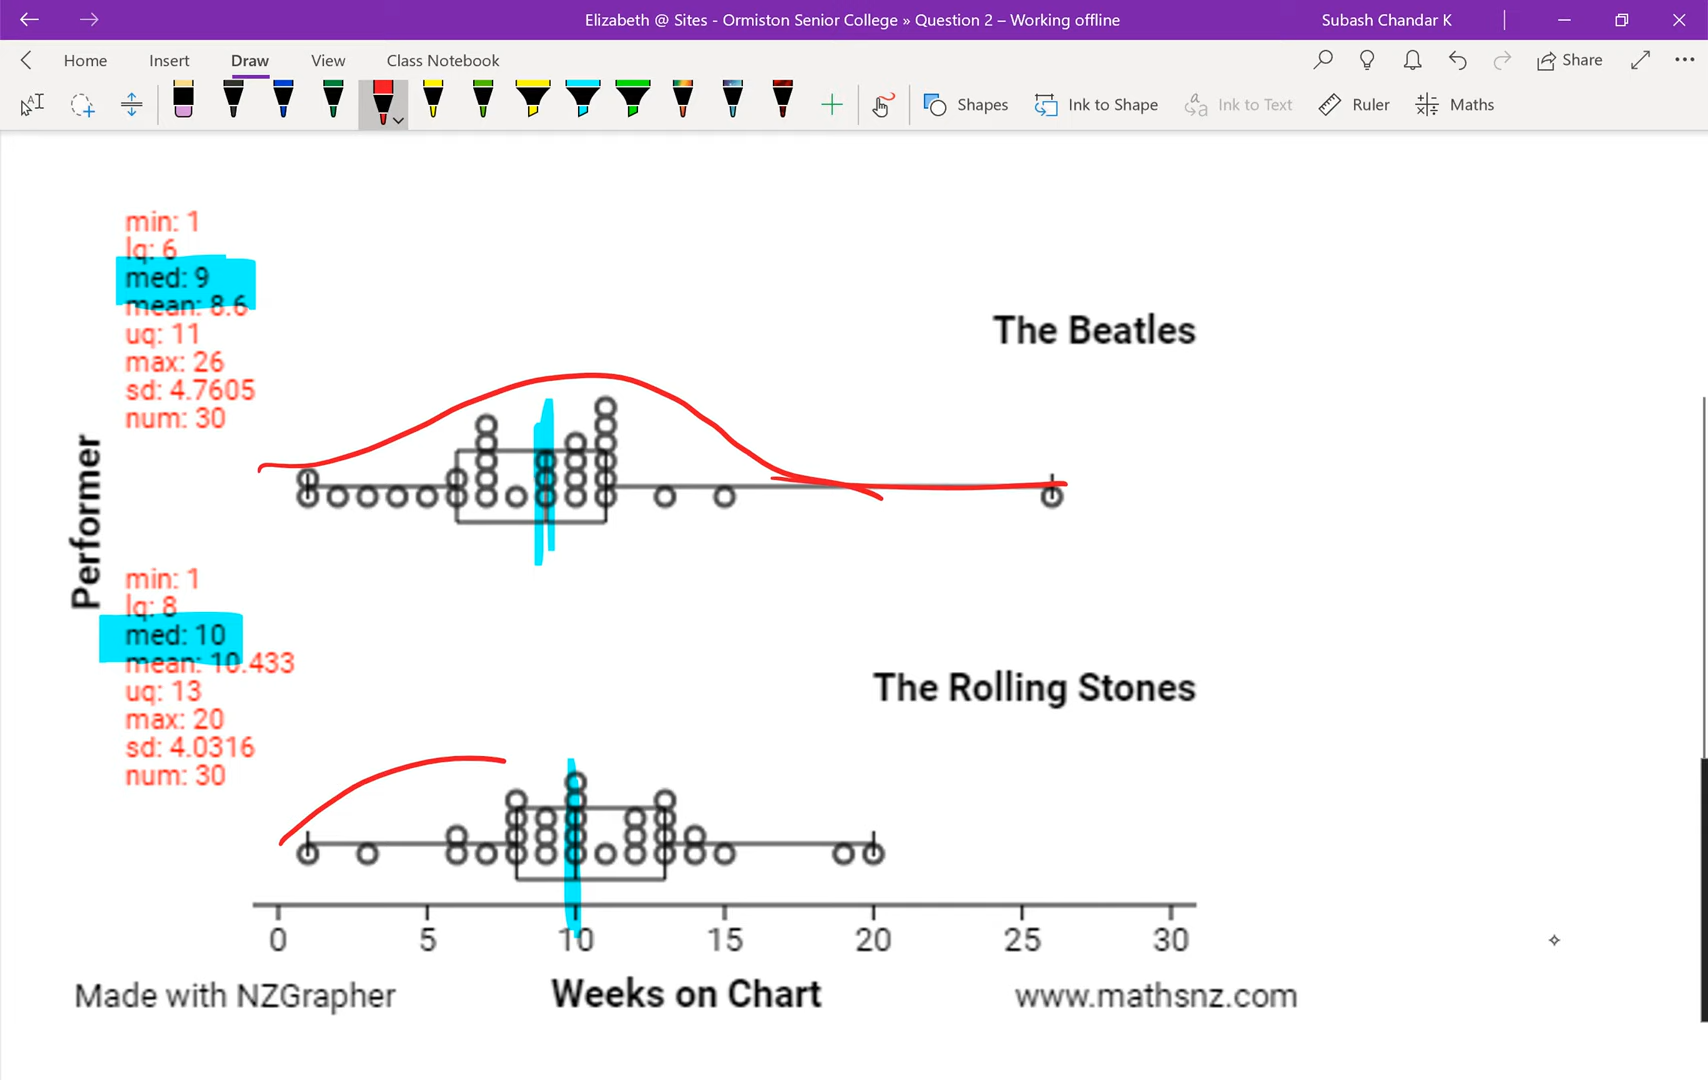 Elizabeth @ Sites - Ormiston Senior College » Question 2 – Working offline
Subash Chandar K
Home
Insert
Draw
View
Class Notebook
Share
Shapes
Ink to Shape
Ink to Text
Ruler
Maths
min: 1
lq: 6
med: 9
mean: 8.6
uq: 11
max: 26
sd: 4.7605
num: 30
The Beatles
Performer
min: 1
lq: 8
med: 10
mean: 10.433
uq: 13
max: 20
sd: 4.0316
num: 30
The Rolling Stones
0 5 10 15 20 25 30
Made with NZGrapher
Weeks on Chart
www.mathsnz.com